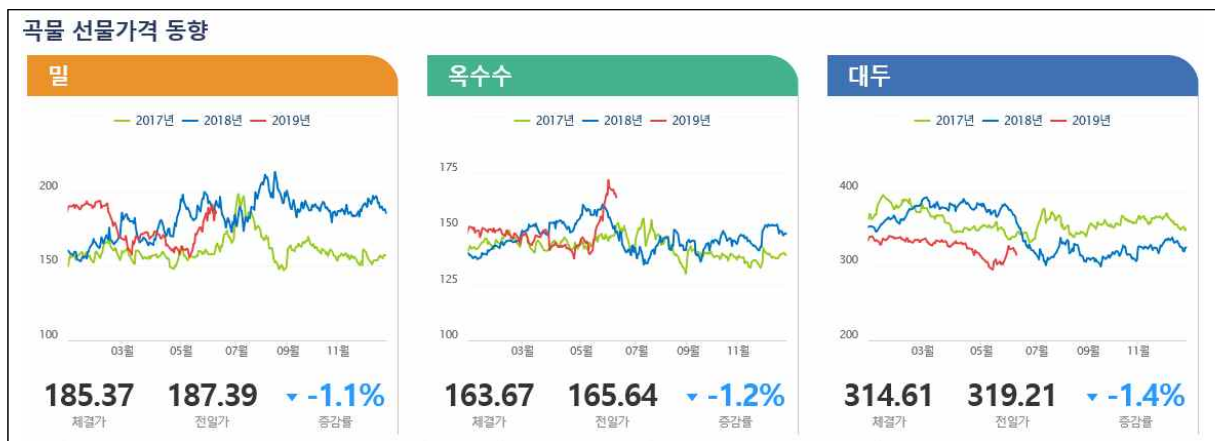 곡물 선물가격 동향
밀
2017년 2018년 2019년
200
150
100
03월 05월 07월 09월 11월
185.37 187.39 ▼ -1.1%
체결가 전일가 증감률
옥수수
2017년 2018년 2019년
175
150
125
100
03월 05월 07월 09월 11월
163.67 165.64 ▼ -1.2%
체결가 전일가 증감률
대두
2017년 2018년 2019년
400
300
200
03월 05월 07월 09월 11월
314.61 319.21 ▼ -1.4%
체결가 전일가 증감률